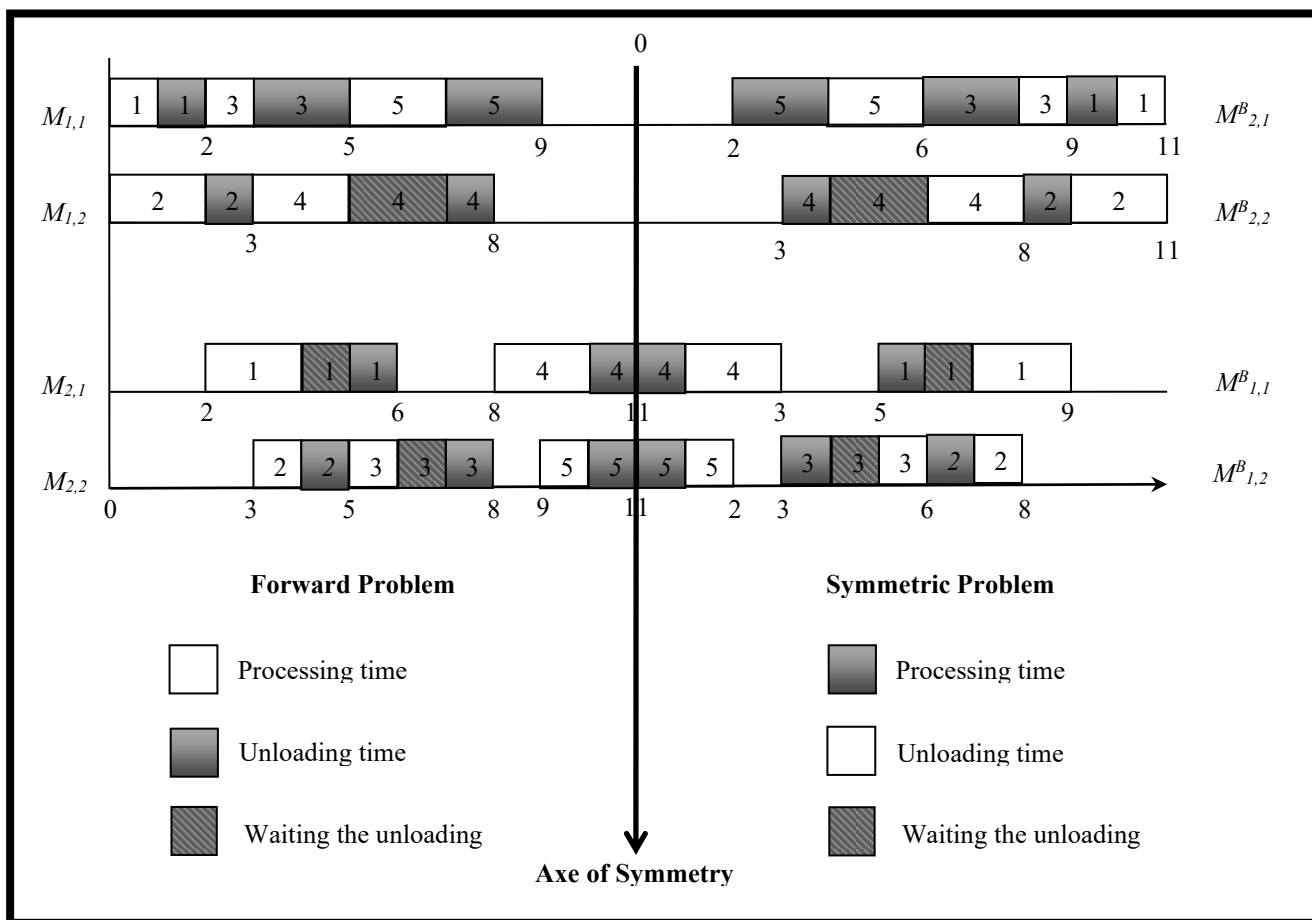 0
M1,1 1 1 3 3 5 5 5 5 3 3 1 1 M^B2,1
2 5 9 2 6 9 11
M1,2 2 2 4 4 4 4 4 4 2 2 M^B2,2
3 8 3 8 11
M2,1 1 1 1 4 4 4 4 1 1 1 M^B1,1
2 6 8 11 3 5 9
M2,2 2 2 3 3 3 5 5 5 5 3 3 3 2 2 M^B1,2
0 3 5 8 9 11 2 3 6 8
Forward Problem Symmetric Problem
Processing time Processing time
Unloading time Unloading time
Waiting the unloading Waiting the unloading
Axe of Symmetry